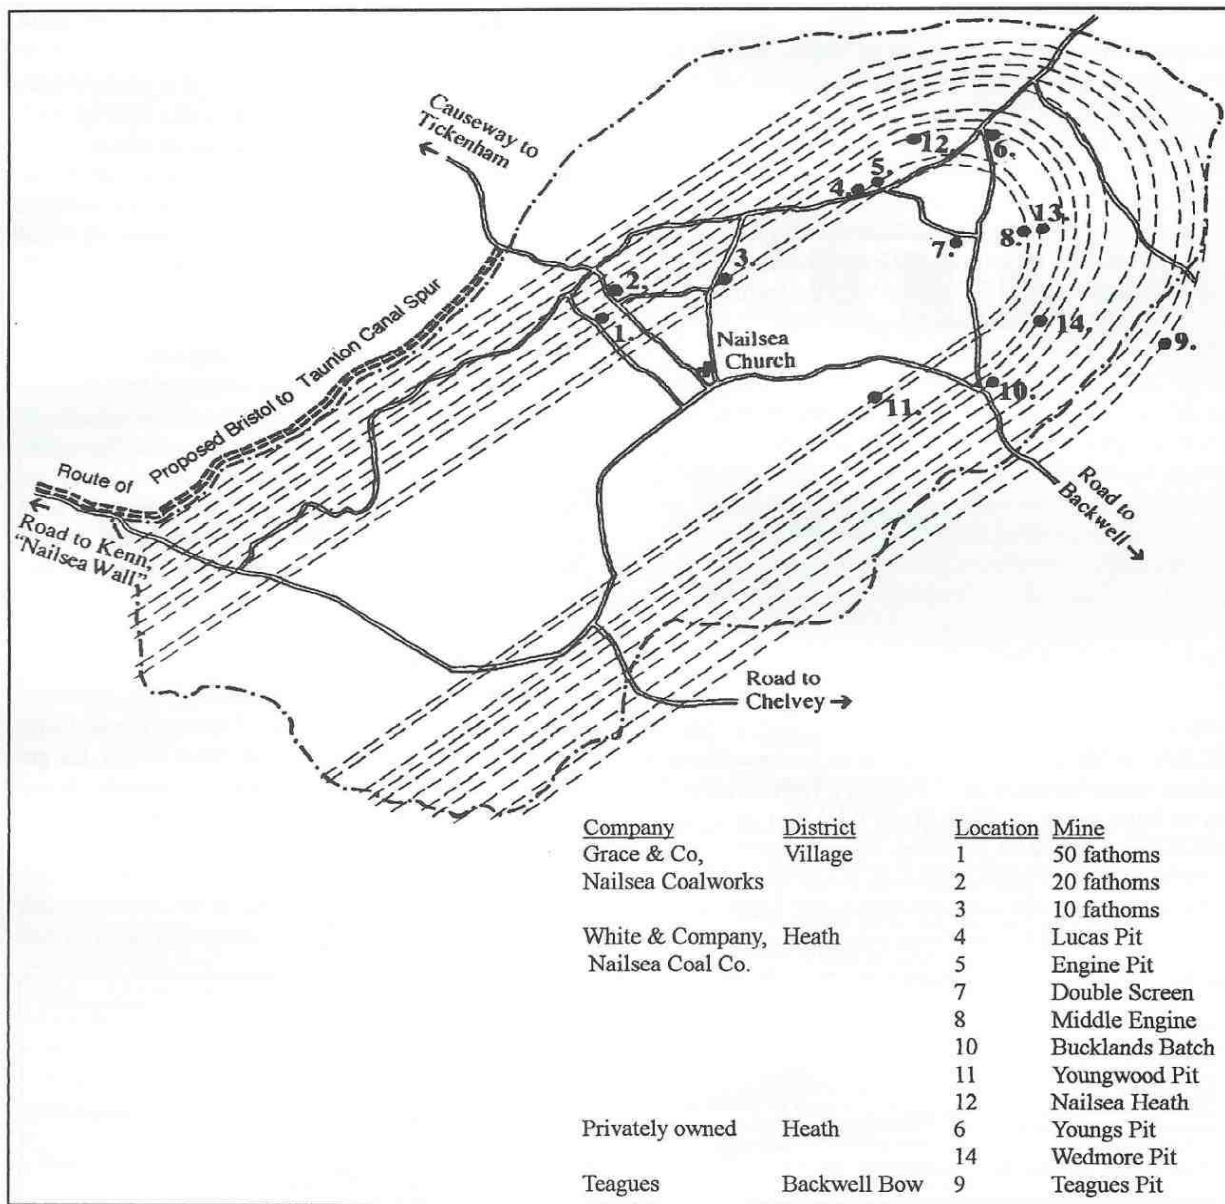 Causeway to
Tickenham
←
12.
6.
5.
4.
13.
8.
7.
3.
2.
1.
14.
9.
Nailsea
Church
10.
11.
Route of Proposed Bristol to Taunion Canal Spur
←
Road to Kenn,
"Nailsea Wall"
Road to
Backwell →
Road to
Chelvey →
Company District Location Mine
Grace & Co, Village 1 50 fathoms
Nailsea Coalworks 2 20 fathoms
3 10 fathoms
White & Company, Heath 4 Lucas Pit
Nailsea Coal Co. 5 Engine Pit
7 Double Screen
8 Middle Engine
10 Bucklands Batch
11 Youngwood Pit
12 Nailsea Heath
Privately owned Heath 6 Youngs Pit
14 Wedmore Pit
Teagues Backwell Bow 9 Teagues Pit